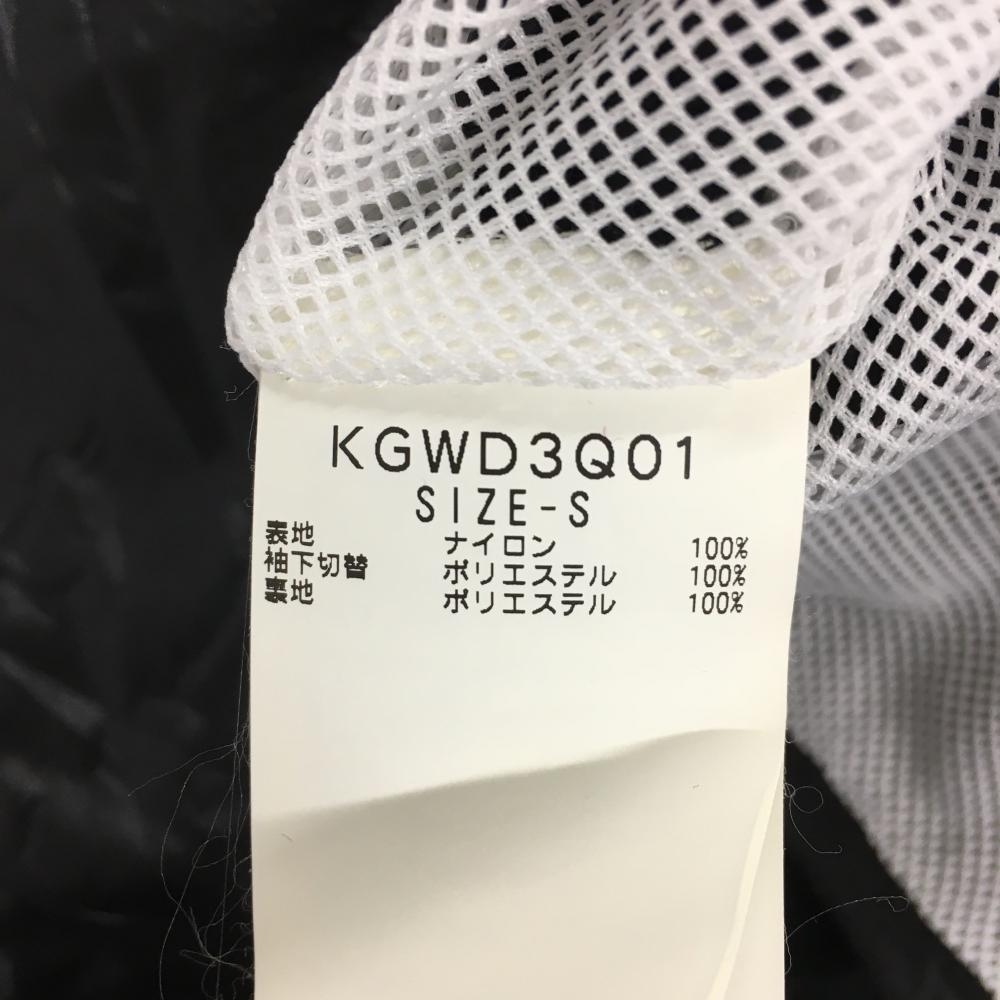 KGWD3Q01
SIZE-S
表地 ナイロン 100%
袖下切替 ポリエステル 100%
裏地 ポリエステル 100%